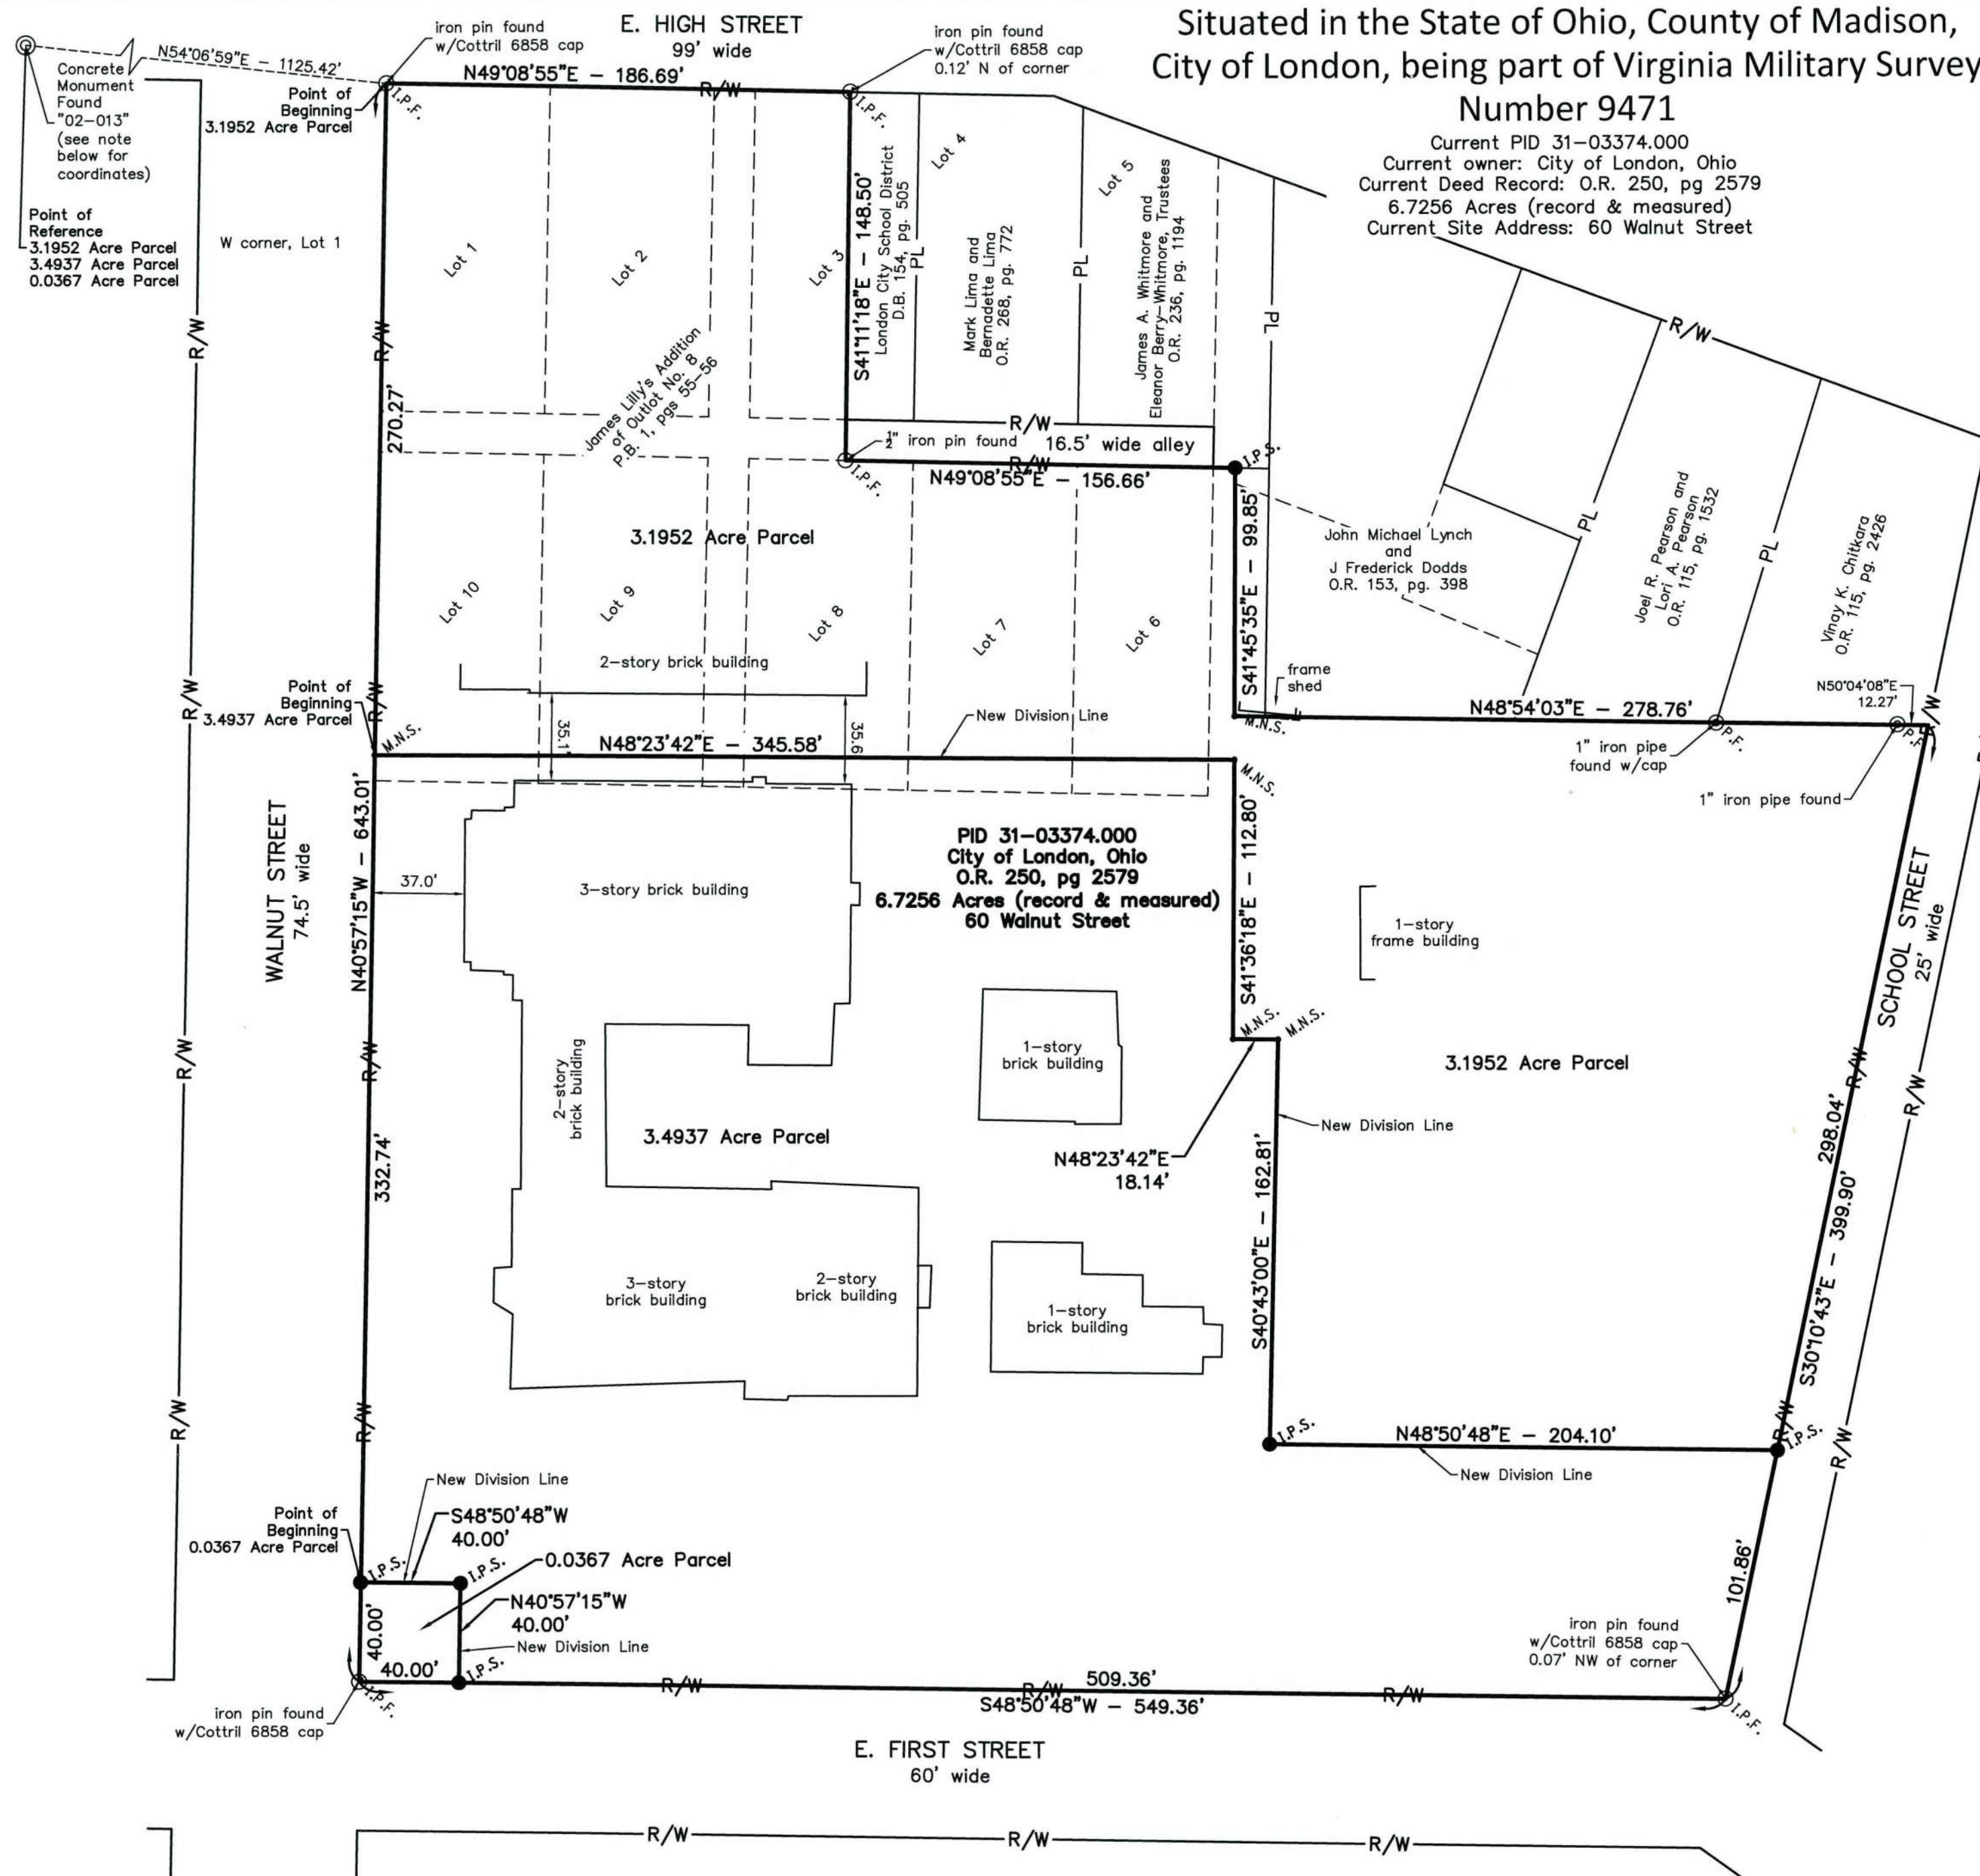 Situated in the State of Ohio, County of Madison,
City of London, being part of Virginia Military Survey
Number 9471
Current PID 31-03374.000
Current owner: City of London, Ohio
Current Deed Record: O.R. 250, pg 2579
6.7256 Acres (record & measured)
Current Site Address: 60 Walnut Street
E. HIGH STREET
99' wide
iron pin found
w/Cottril 6858 cap
iron pin found
w/Cottril 6858 cap
0.12' N of corner
N54°06'59"E - 1125.42'
N49°08'55"E - 186.69'
R/W
I.P.F.
I.P.F.
Concrete
Monument
Found
"02-013"
(see note
below for
coordinates)
Point of
Beginning
3.1952 Acre Parcel
Point of
Reference
3.1952 Acre Parcel
3.4937 Acre Parcel
0.0367 Acre Parcel
W corner, Lot 1
Lot 1
Lot 2
Lot 3
Lot 4
Lot 5
S41°11'18"E - 148.50'
London City School District
D.B. 154, pg. 505
PL
Mark Lima and
Bernadette Lima
O.R. 268, pg. 772
PL
James A. Whitmore and
Eleanor Berry-Whitmore, Trustees
O.R. 236, pg. 1194
PL
R/W
R/W
R/W
270.27'
James Lilly's Addition
of Outlot No. 8
P.B. 1, pgs 55-56
R/W
1/2" iron pin found
16.5' wide alley
R/W
I.P.F.
I.P.S.
N49°08'55"E - 156.66'
3.1952 Acre Parcel
S41°45'35"E - 99.85'
John Michael Lynch
and
J Frederick Dodds
O.R. 153, pg. 398
PL
Joel R. Pearson and
Lori A. Pearson
O.R. 115, pg. 1532
PL
Vinay K. Chitkara
O.R. 115, pg. 2426
Lot 10
Lot 9
Lot 8
Lot 7
Lot 6
2-story brick building
frame
shed
N50°04'08"E
12.27'
R/W
R/W
R/W
Point of
Beginning
3.4937 Acre Parcel
M.N.S.
35.1'
35.6
New Division Line
N48°23'42"E - 345.58'
M.N.S.
N48°54'03"E - 278.76'
P.F.
P.F.
1" iron pipe
found w/cap
1" iron pipe found
M.N.S.
WALNUT STREET
74.5' wide
N40°57'15"W - 643.01'
37.0'
3-story brick building
PID 31-03374.000
City of London, Ohio
O.R. 250, pg 2579
6.7256 Acres (record & measured)
60 Walnut Street
S41°36'18"E - 112.80'
1-story
frame building
SCHOOL STREET
25' wide
R/W
R/W
2-story
brick building
1-story
brick building
M.N.S.
M.N.S.
3.1952 Acre Parcel
R/W
R/W
New Division Line
3.4937 Acre Parcel
N48°23'42"E
18.14'
332.74'
298.04'
S40°43'00"E - 162.81'
S30°10'43"E - 399.90'
3-story
brick building
2-story
brick building
1-story
brick building
R/W
R/W
I.P.S.
N48°50'48"E - 204.10'
New Division Line
R/W
I.P.S.
R/W
New Division Line
S48°50'48"W
40.00'
Point of
Beginning
0.0367 Acre Parcel
0.0367 Acre Parcel
I.P.S.
I.P.S.
N40°57'15"W
40.00'
New Division Line
40.00'
40.00'
I.P.S.
I.P.F.
iron pin found
w/Cottril 6858 cap
101.86'
iron pin found
w/Cottril 6858 cap
0.07' NW of corner
I.P.F.
R/W
R/W
509.36'
R/W
S48°50'48"W - 549.36'
E. FIRST STREET
60' wide
R/W
R/W
R/W